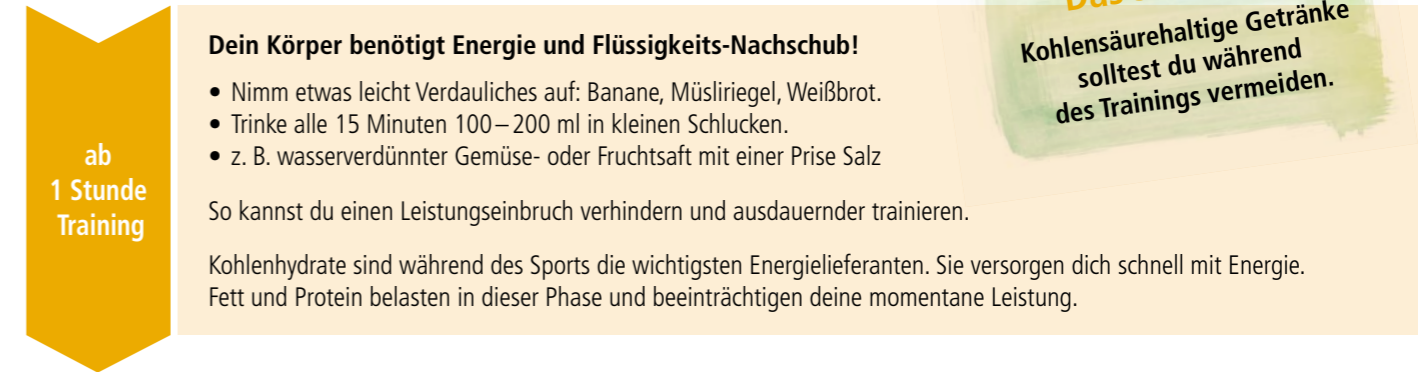 Das
Kohlensäurehaltige Getränke
solltest du während
des Trainings vermeiden.
ab
1 Stunde
Training
Dein Körper benötigt Energie und Flüssigkeits-Nachschub!
• Nimm etwas leicht Verdauliches auf: Banane, Müsliriegel, Weißbrot.
• Trinke alle 15 Minuten 100–200 ml in kleinen Schlucken.
• z. B. wasserverdünnter Gemüse- oder Fruchtsaft mit einer Prise Salz
So kannst du einen Leistungseinbruch verhindern und ausdauernder trainieren.
Kohlenhydrate sind während des Sports die wichtigsten Energielieferanten. Sie versorgen dich schnell mit Energie.
Fett und Protein belasten in dieser Phase und beeinträchtigen deine momentane Leistung.